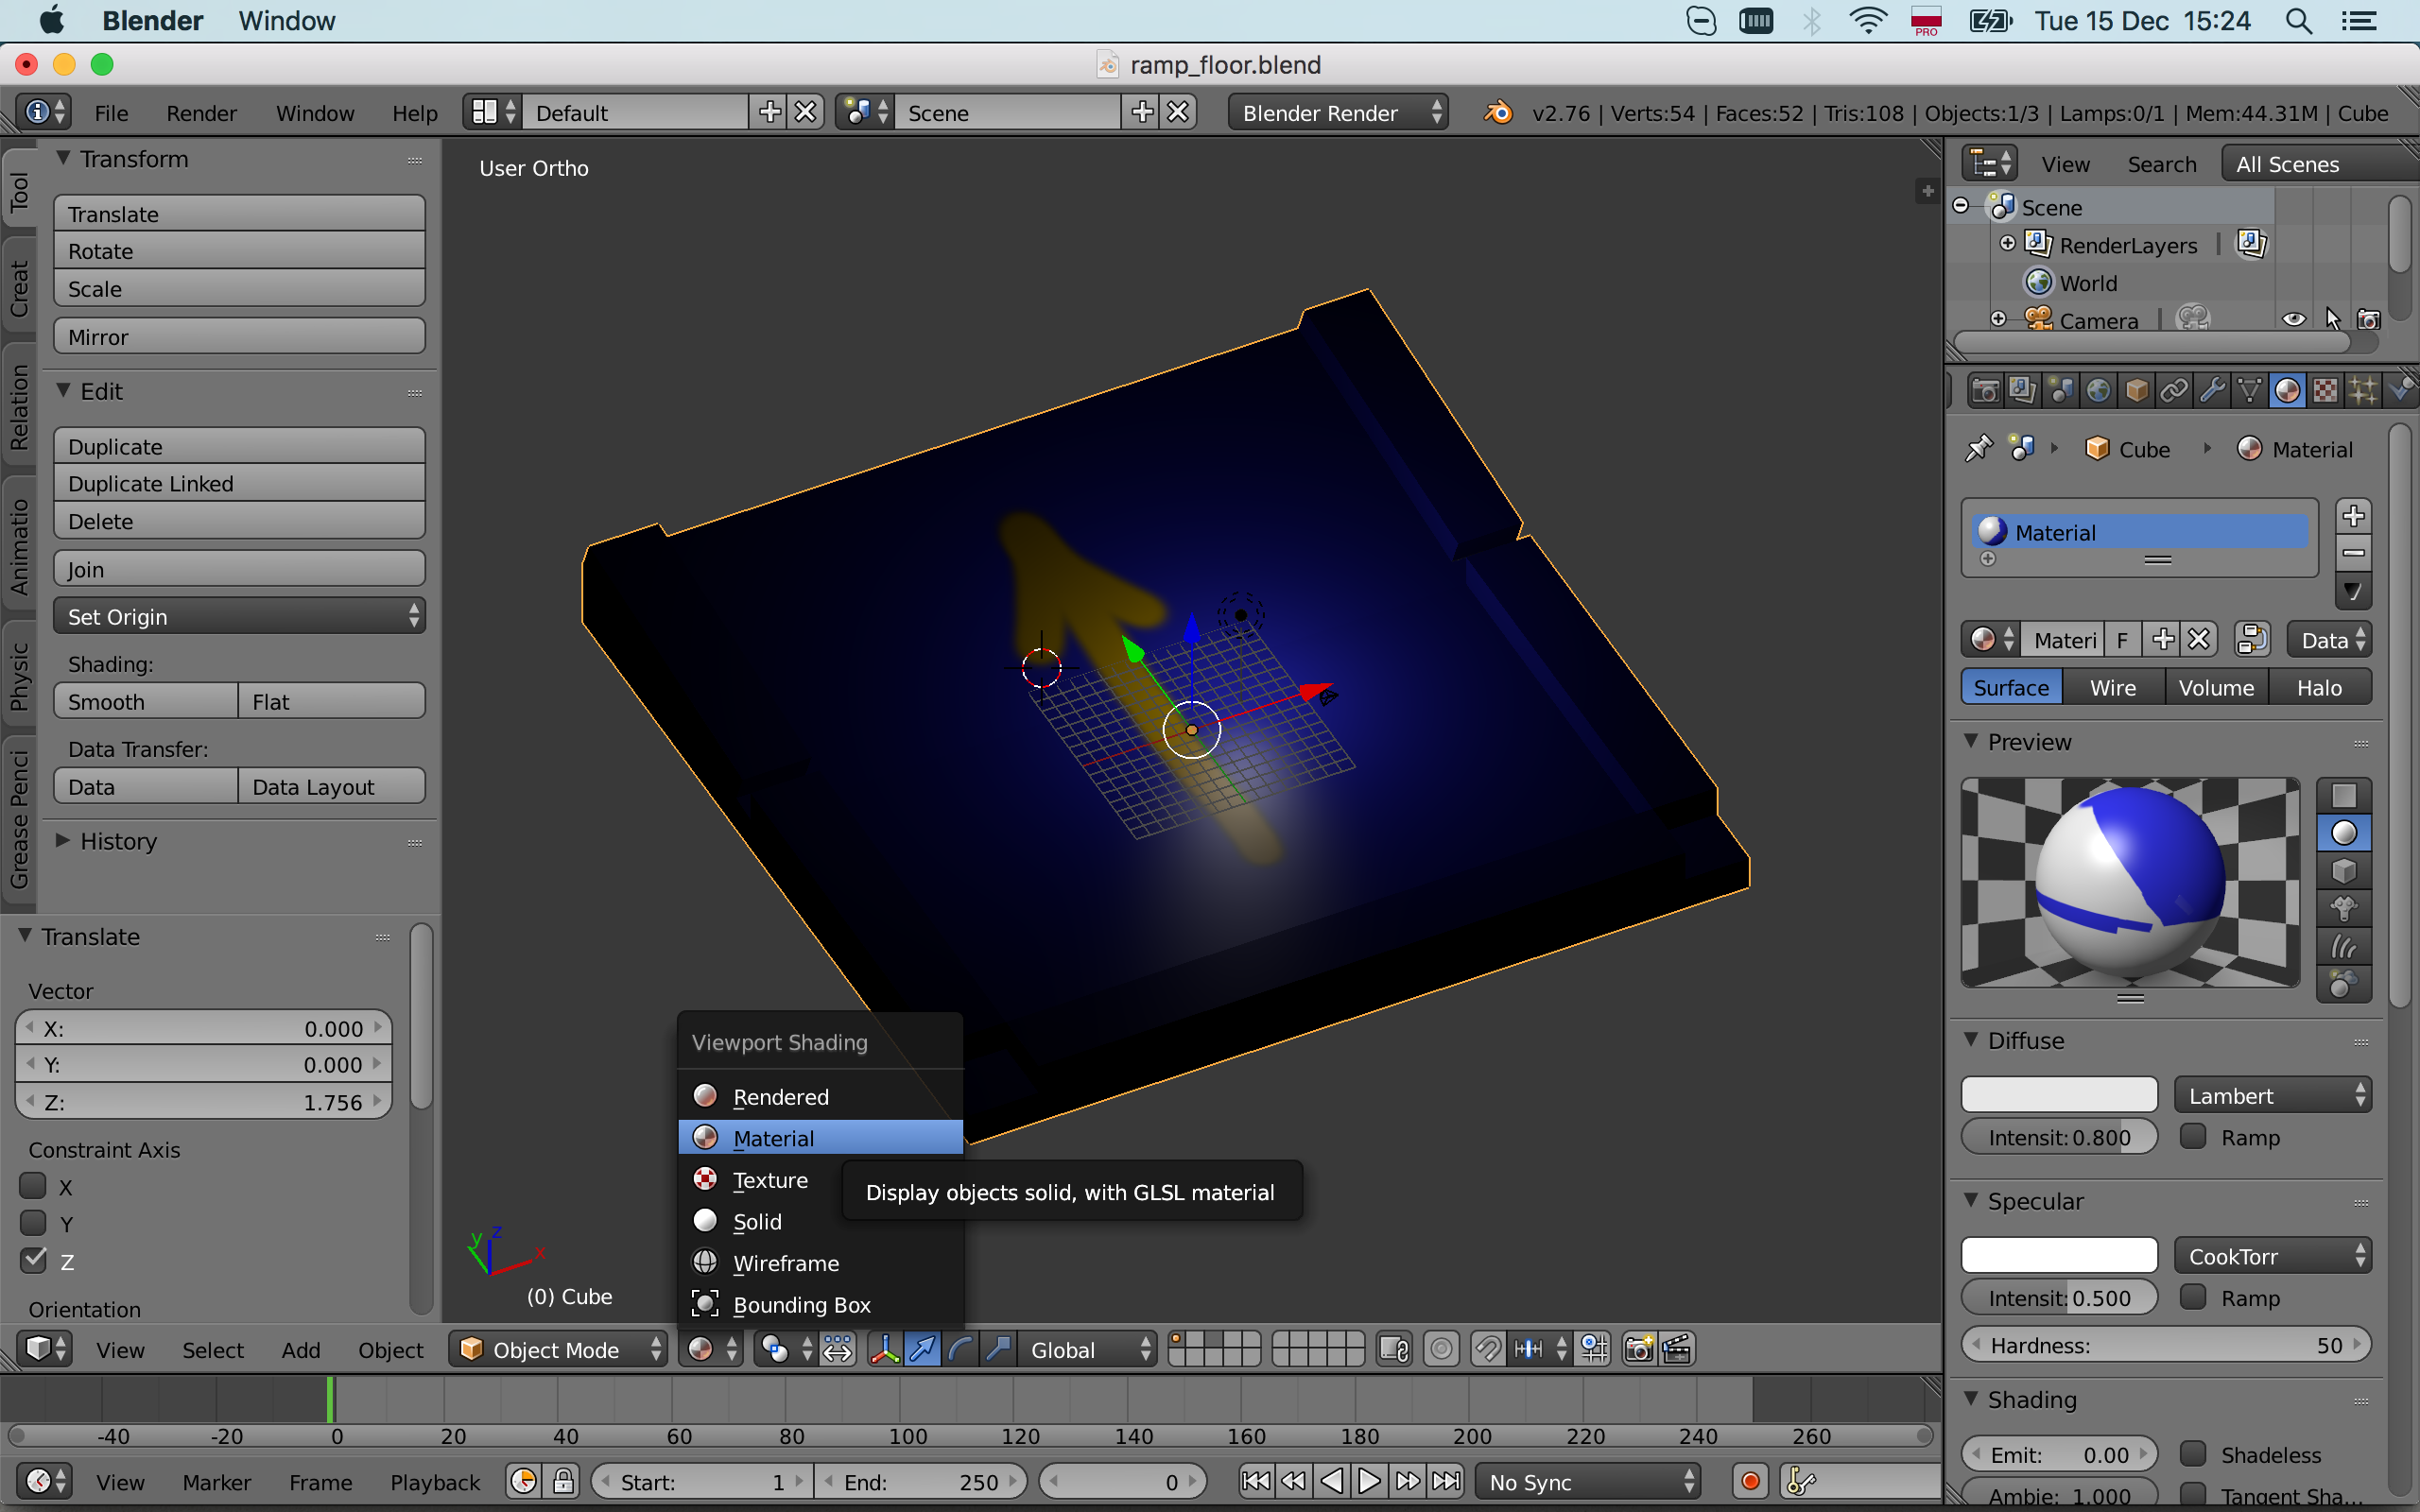 Blender Window PRO Tue 15 Dec 15:24
ramp_floor.blend
File Render Window Help Default Scene Blender Render v2.76 | Verts:54 | Faces:52 | Tris:108 | Objects:1/3 | Lamps:0/1 | Mem:44.31M | Cube
Tool
Creat
Relation
Animatio
Physic
Grease Penci
Transform
Translate
Rotate
Scale
Mirror
Edit
Duplicate
Duplicate Linked
Delete
Join
Set Origin
Shading:
Smooth Flat
Data Transfer:
Data Data Layout
History
Translate
Vector
X: 0.000
Y: 0.000
Z: 1.756
Constraint Axis
X
Y
Z
Orientation
User Ortho
Viewport Shading
Rendered
Material
Texture
Solid
Wireframe
Bounding Box
Display objects solid, with GLSL material
y z x
(0) Cube
View Select Add Object Object Mode Global
-40 -20 0 20 40 60 80 100 120 140 160 180 200 220 240 260
View Marker Frame Playback Start: 1 End: 250 0 No Sync
View Search All Scenes
Scene
RenderLayers
World
Camera
Cube Material
Material
Materi F Data
Surface Wire Volume Halo
Preview
Diffuse
Lambert
Intensit: 0.800 Ramp
Specular
CookTorr
Intensit: 0.500 Ramp
Hardness: 50
Shading
Emit: 0.00 Shadeless
Ambie: 1.000 Tangent Sha...